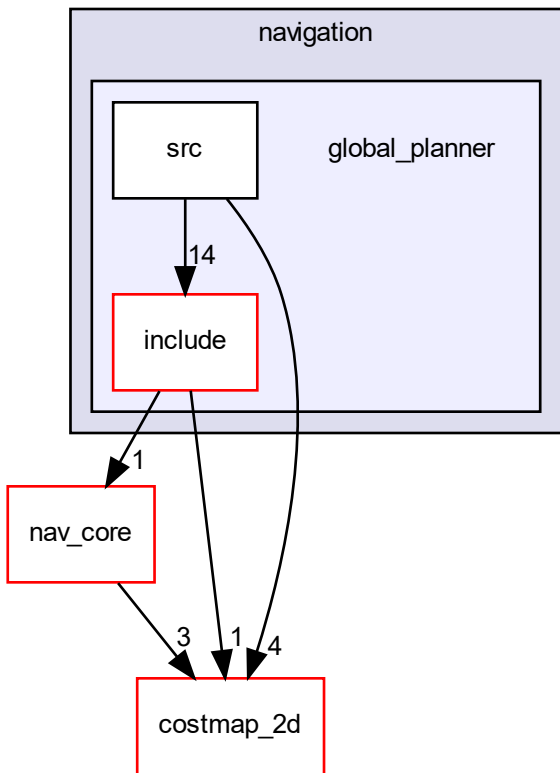 navigation
src
global_planner
14
include
1
nav_core
3
1
4
costmap_2d